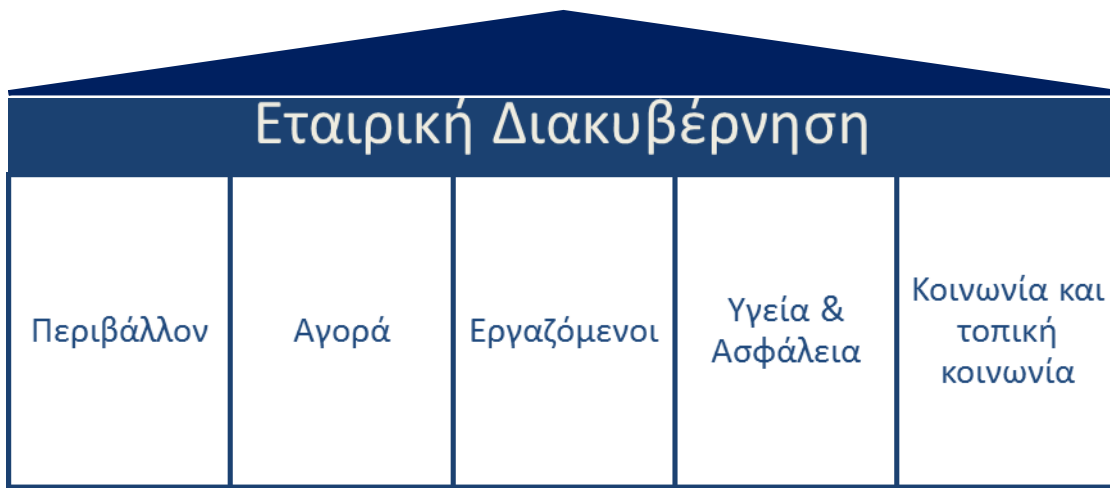 Εταιρική Διακυβέρνηση
Περιβάλλον
Αγορά
Εργαζόμενοι
Υγεία &
Ασφάλεια
Κοινωνία και
τοπική
κοινωνία